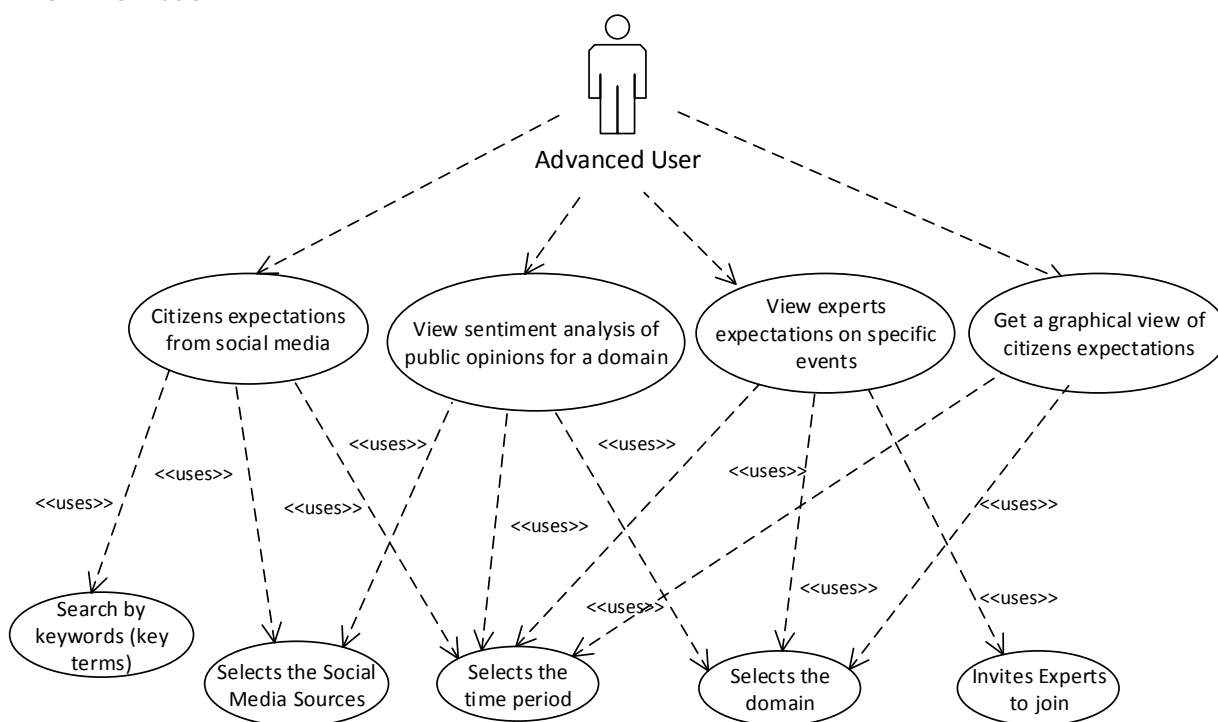 Advanced User
Citizens expectations
from social media
View sentiment analysis of
public opinions for a domain
View experts
expectations on specific
events
Get a graphical view of
citizens expectations
<<uses>>
<<uses>>
<<uses>>
<<uses>>
<<uses>>
<<uses>>
<<uses>>
<<uses>>
<<uses>>
<<uses>>
<<uses>>
<<uses>>
Search by
keywords (key
terms)
Selects the Social
Media Sources
Selects the
time period
Selects the
domain
Invites Experts
to join